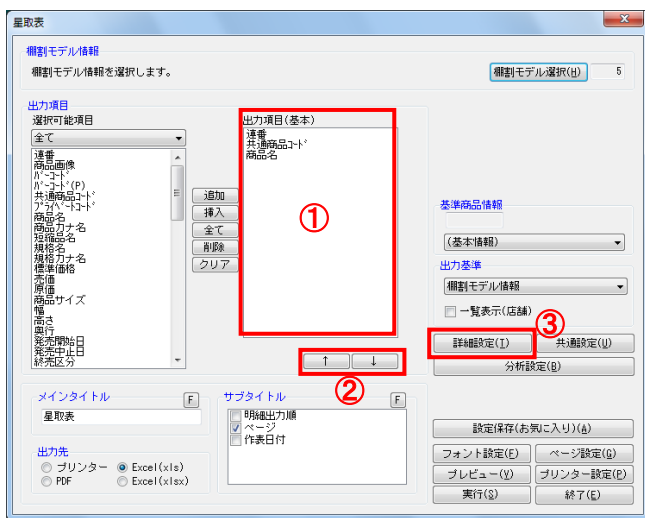 星取表
棚割モデル情報
棚割モデル情報を選択します。
棚割モデル選択(H)
5
出力項目
選択可能項目
全て
連番
商品画像
バーコード
バーコード(P)
共通商品コード
プライベートコード
商品名
商品カナ名
短縮品名
規格名
規格カナ名
標準価格
売価
原価
商品サイズ
幅
高さ
奥行
発売開始日
発売中止日
終売区分
追加
挿入
全て
削除
クリア
出力項目(基本)
連番
共通商品コード
商品名
①
↑
↓
②
基準商品情報
(基本情報)
出力基準
棚割モデル情報
一覧表示(店舗)
③
詳細設定(I)
共通設定(U)
分析設定(B)
メインタイトル
F
星取表
サブタイトル
F
明細出力順
ページ
作表日付
出力先
プリンター
Excel(xls)
PDF
Excel(xlsx)
設定保存(お気に入り)(A)
フォント設定(F)
ページ設定(G)
プレビュー(V)
プリンター設定(P)
実行(S)
終了(E)